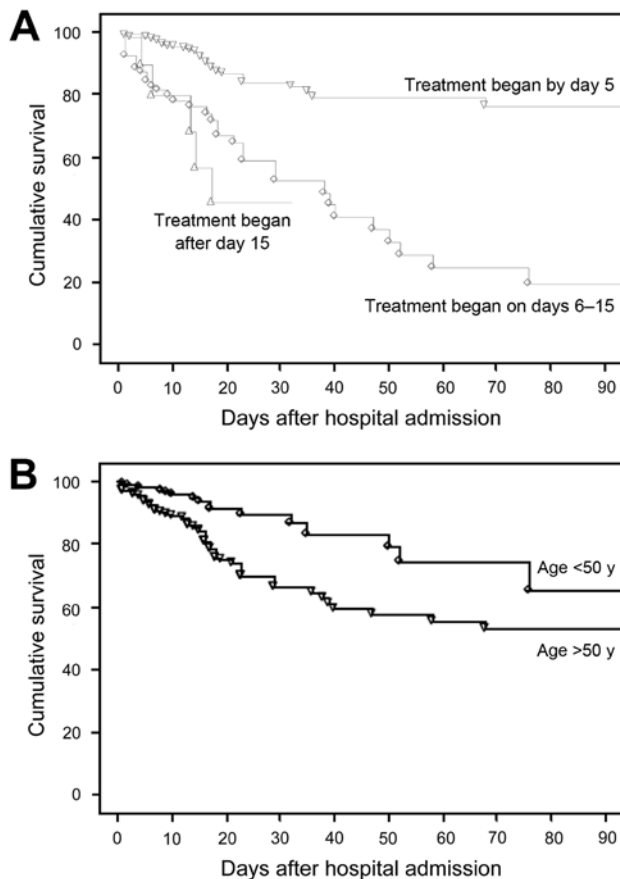 A
100
80
60
40
20
0
Cumulative survival
Treatment began by day 5
Treatment began
after day 15
Treatment began on days 6–15
0 10 20 30 40 50 60 70 80 90
Days after hospital admission
B
100
80
60
40
20
0
Cumulative survival
Age <50 y
Age >50 y
0 10 20 30 40 50 60 70 80 90
Days after hospital admission